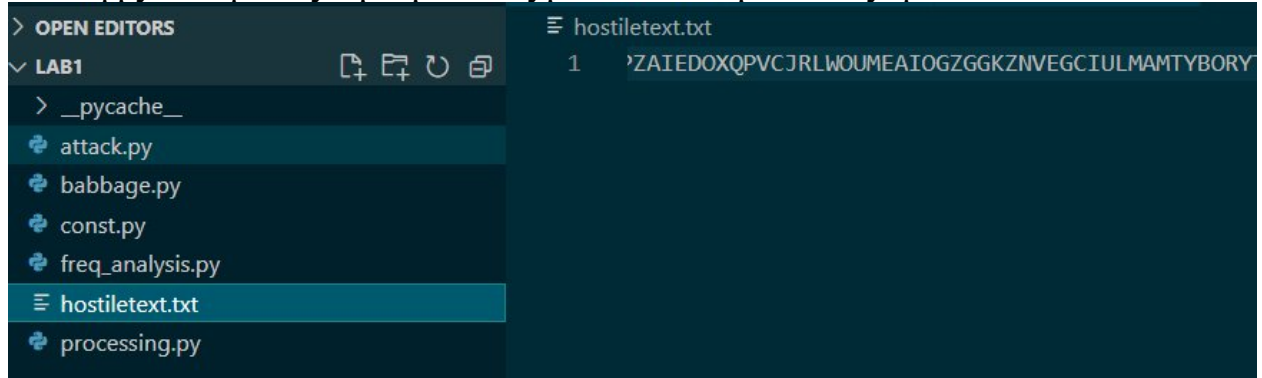 OPEN EDITORS
LAB1
__pycache__
attack.py
babbage.py
const.py
freq_analysis.py
hostiletext.txt
processing.py
hostiletext.txt
1 ZAIEDOXQPVCJRLWOUMEAIOGZGGKZNVEGCIULMAMTYBORY